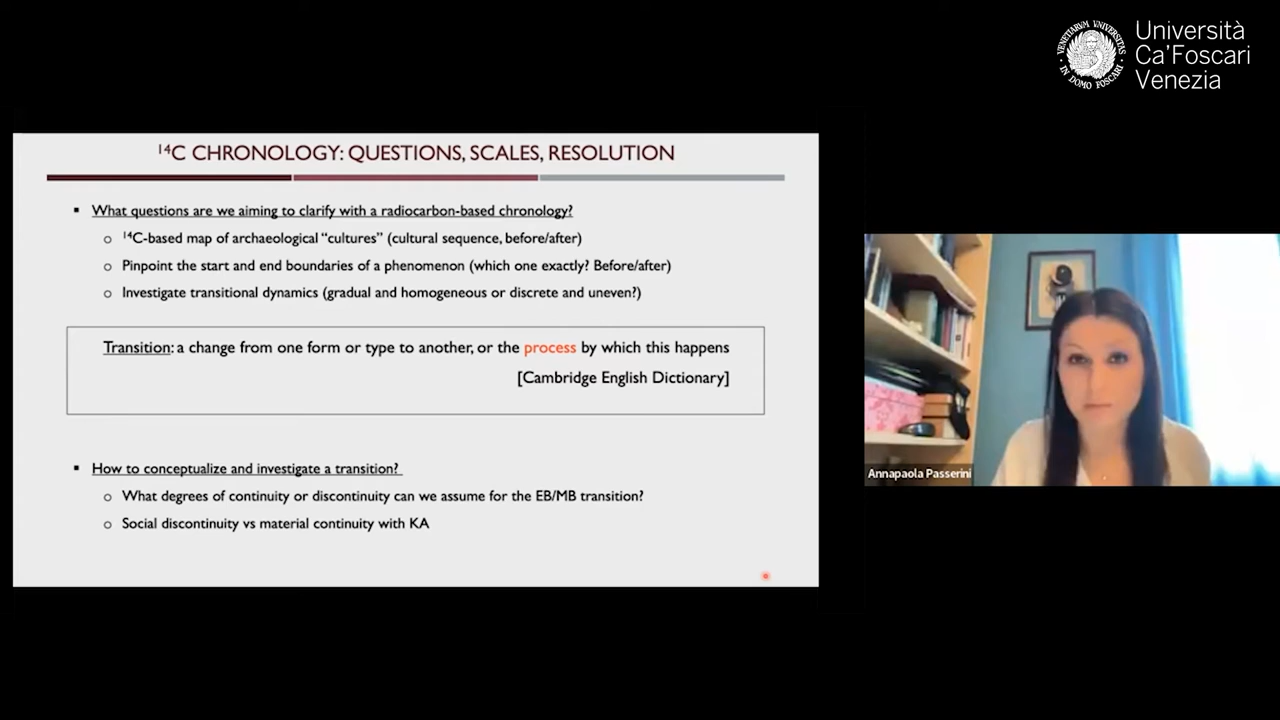 Università
Ca'Foscari
Venezia
VENETIARVM VNIVERSITAS
IN DOMO FOSCARI
¹⁴C CHRONOLOGY: QUESTIONS, SCALES, RESOLUTION
▪ What questions are we aiming to clarify with a radiocarbon-based chronology?
o ¹⁴C-based map of archaeological “cultures” (cultural sequence, before/after)
o Pinpoint the start and end boundaries of a phenomenon (which one exactly? Before/after)
o Investigate transitional dynamics (gradual and homogeneous or discrete and uneven?)
Transition: a change from one form or type to another, or the process by which this happens
[Cambridge English Dictionary]
▪ How to conceptualize and investigate a transition?
o What degrees of continuity or discontinuity can we assume for the EB/MB transition?
o Social discontinuity vs material continuity with KA
Annapaola Passerini